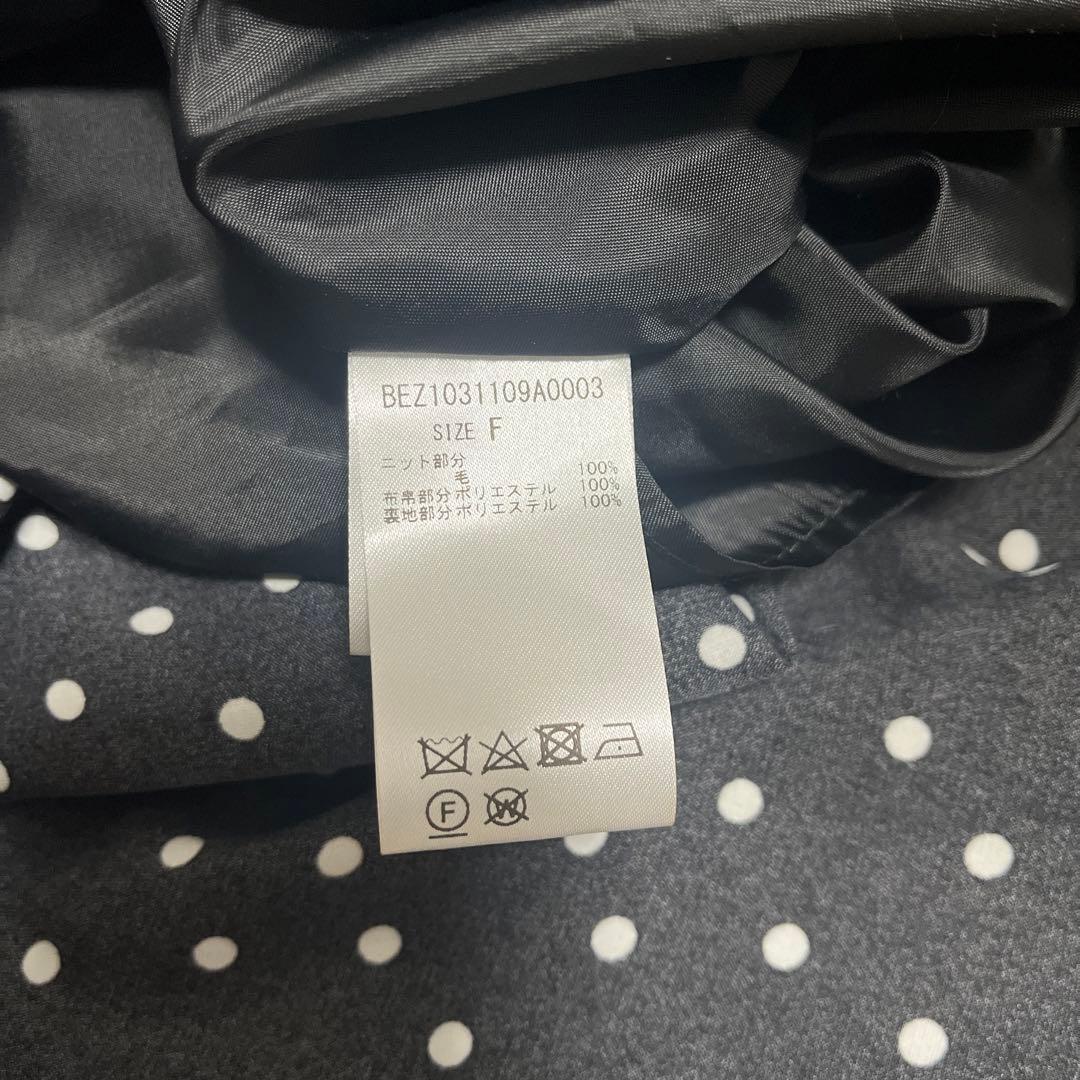 BEZ1031109A0003
SIZE F
ニット部分
毛 100%
布帛部分ポリエステル 100%
裏地部分ポリエステル 100%
F
W